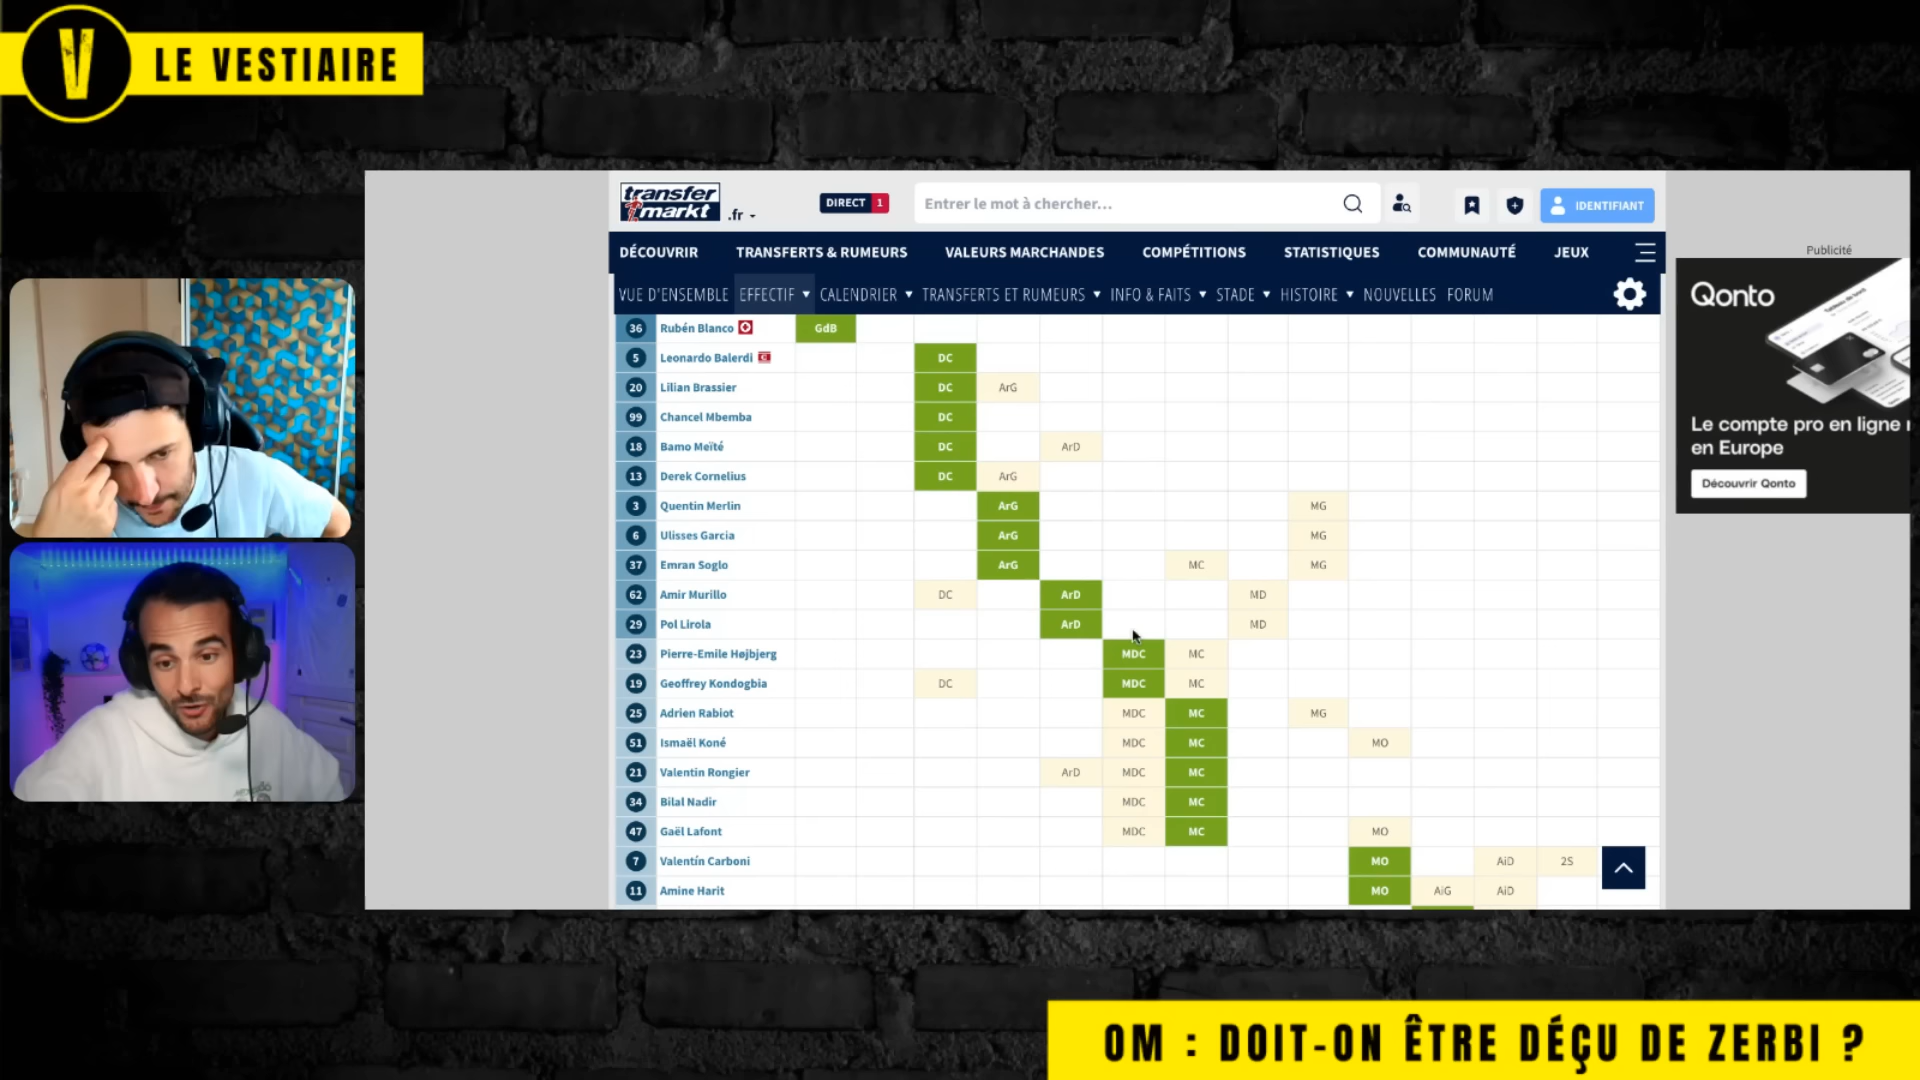 V LE VESTIAIRE
transfermarkt .fr
DIRECT 1
Entrer le mot à chercher...
IDENTIFIANT
DÉCOUVRIR TRANSFERTS & RUMEURS VALEURS MARCHANDES COMPÉTITIONS STATISTIQUES COMMUNAUTÉ JEUX
VUE D'ENSEMBLE EFFECTIF CALENDRIER TRANSFERTS ET RUMEURS INFO & FAITS STADE HISTOIRE NOUVELLES FORUM
36 Rubén Blanco GdB
5 Leonardo Balerdi DC
20 Lilian Brassier DC ArG
99 Chancel Mbemba DC
18 Bamo Meïté DC ArD
13 Derek Cornelius DC ArG
3 Quentin Merlin ArG MG
6 Ulisses Garcia ArG MG
37 Emran Soglo ArG MC MG
62 Amir Murillo DC ArD MD
29 Pol Lirola ArD MD
23 Pierre-Emile Højbjerg MDC MC
19 Geoffrey Kondogbia DC MDC MC
25 Adrien Rabiot MDC MC MG
51 Ismaël Koné MDC MC MO
21 Valentin Rongier ArD MDC MC
34 Bilal Nadir MDC MC
47 Gaël Lafont MDC MC MO
7 Valentín Carboni MO AiD 2S
11 Amine Harit MO AiG AiD
Publicité
Qonto
Le compte pro en ligne
en Europe
Découvrir Qonto
OM : DOIT-ON ÊTRE DÉÇU DE ZERBI ?